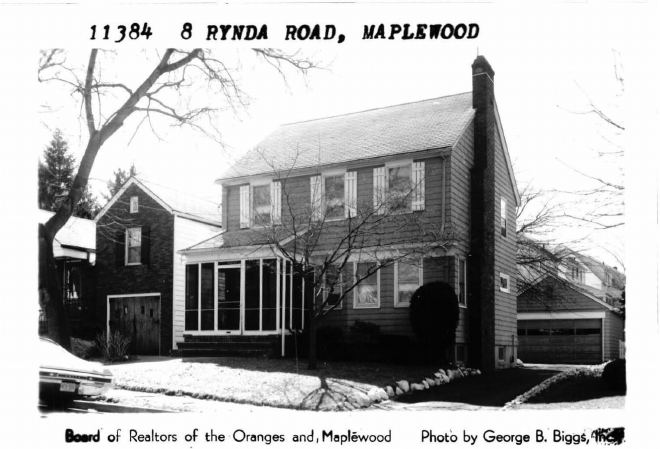 11384 8 RYNDA ROAD, MAPLEWOOD
Board of Realtors of the Oranges and, Maplewood Photo by George B. Biggs, Inc.